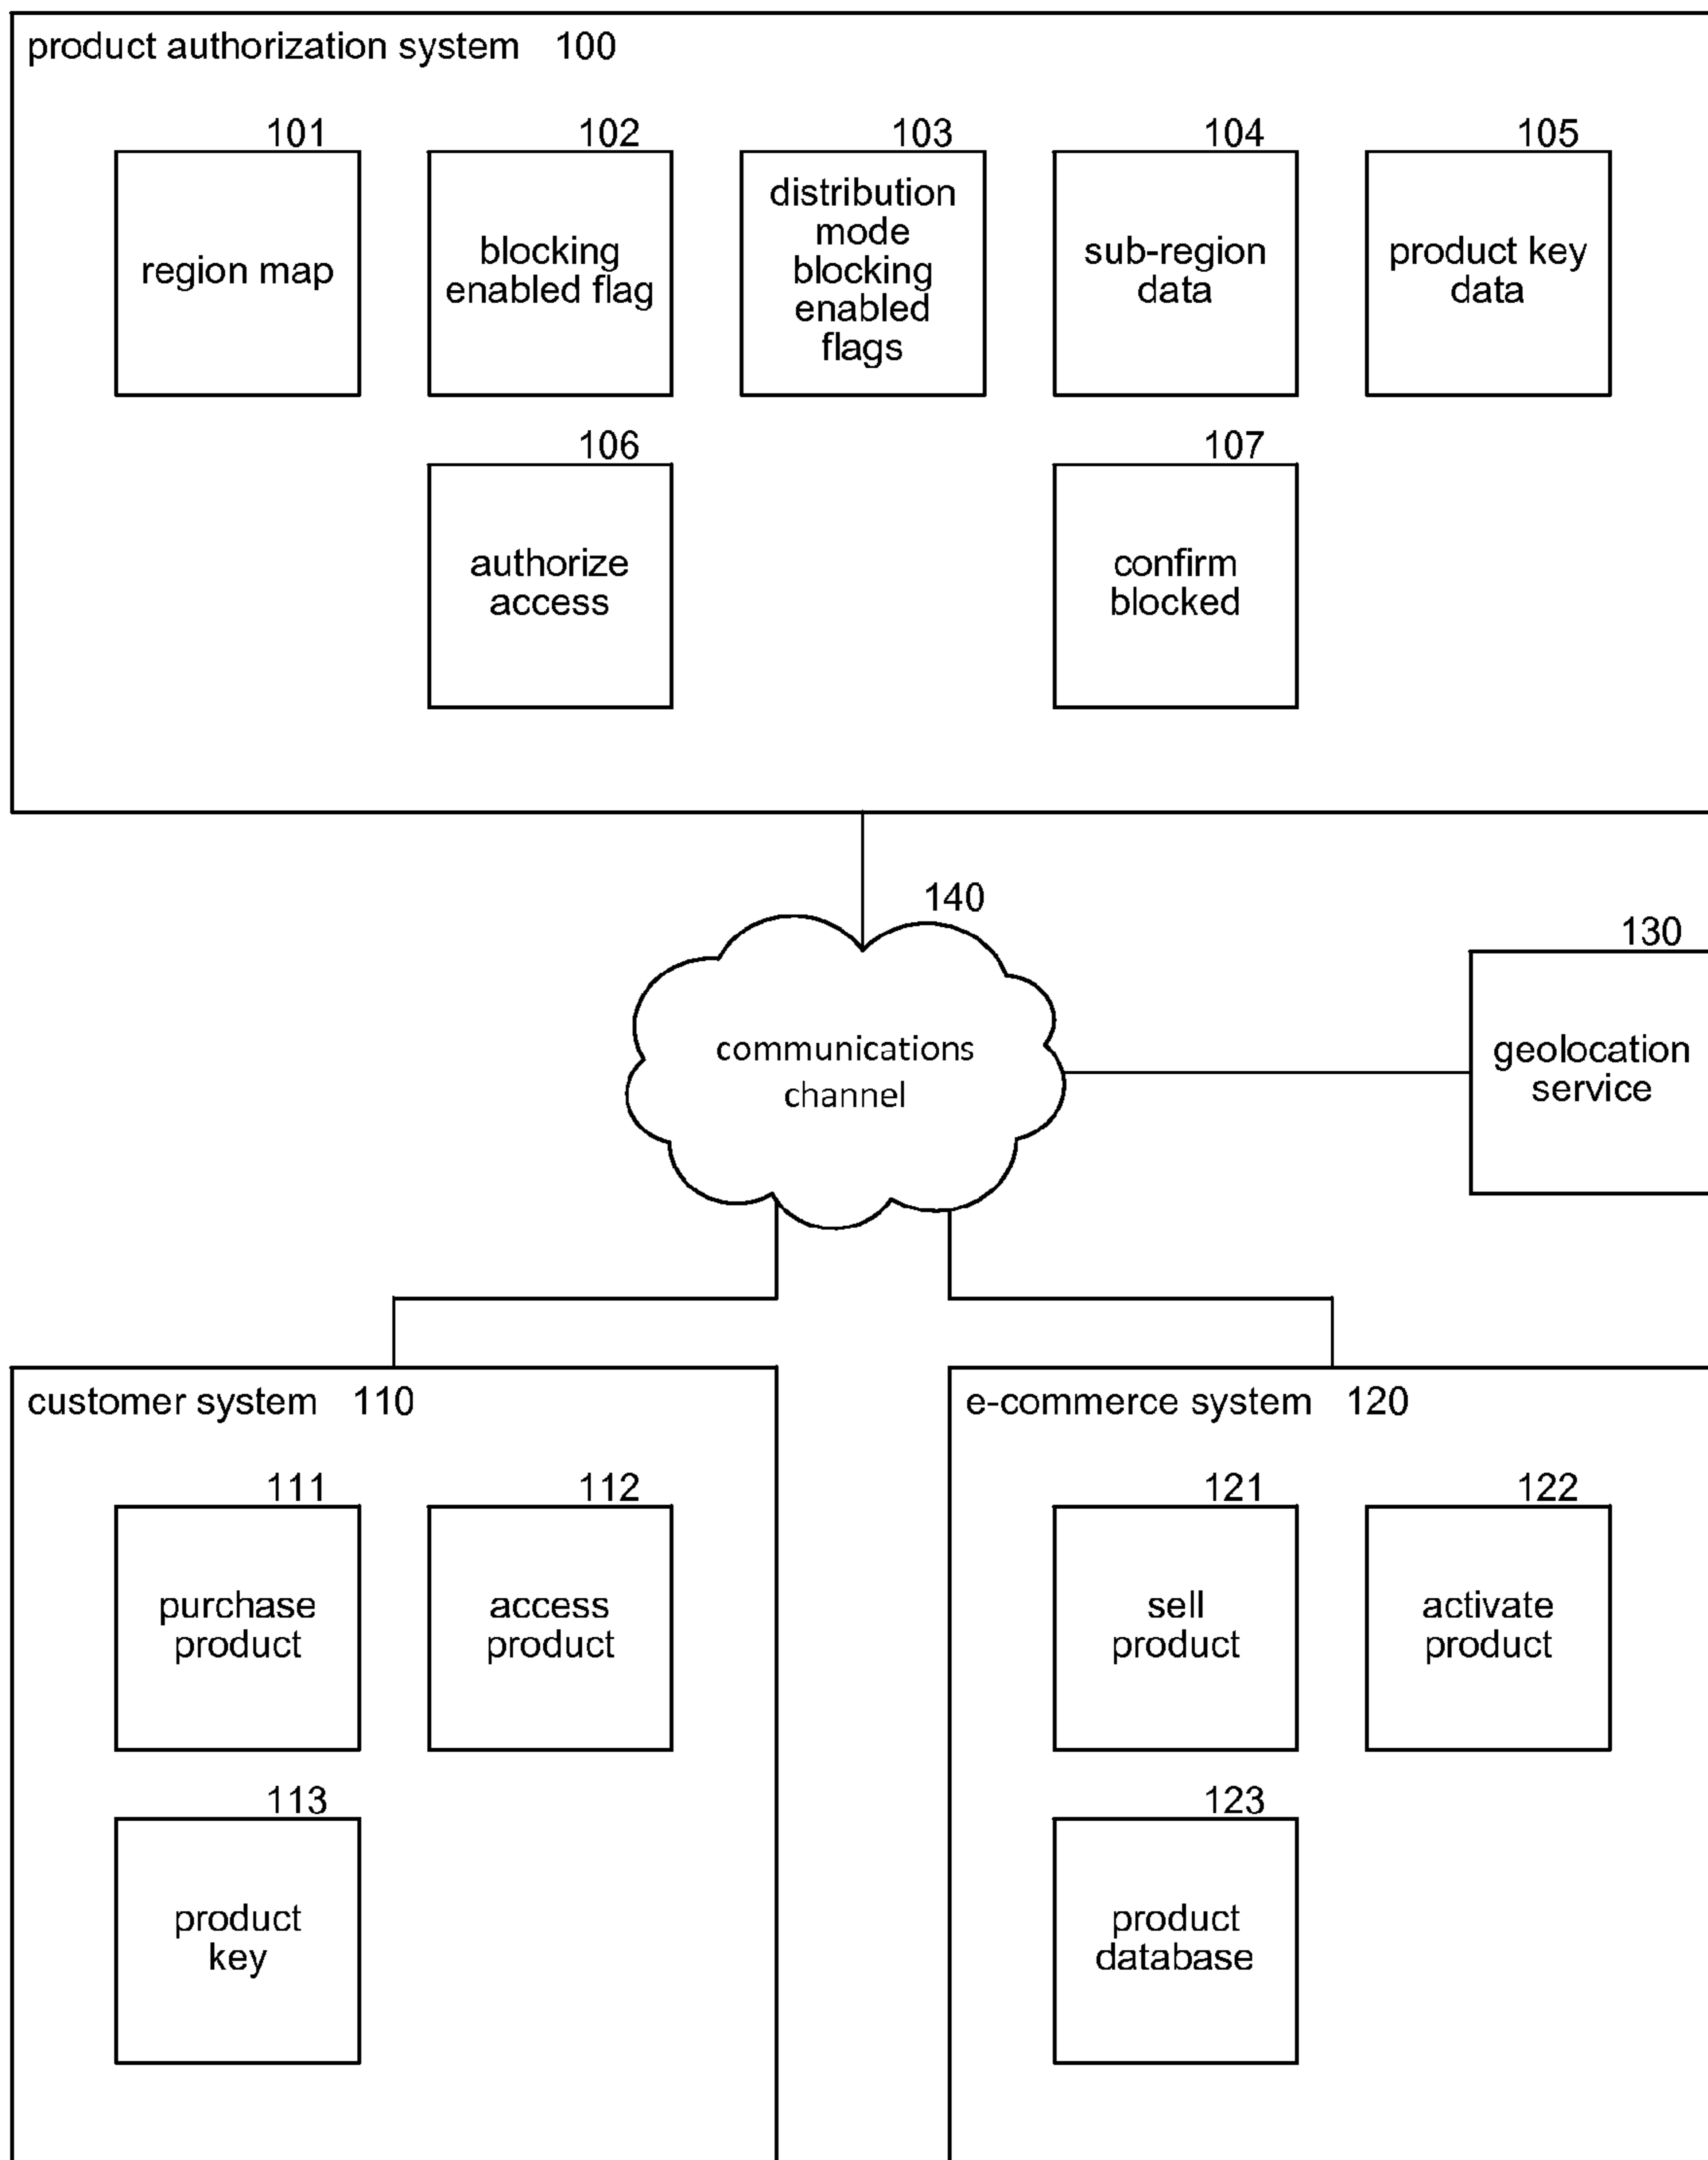 product authorization system 100
101
102
103
104
105
region map
blocking
enabled flag
distribution
mode
blocking
enabled
flags
sub-region
data
product key
data
106
107
authorize
access
confirm
blocked
140
communications
channel
130
geolocation
service
customer system 110
111
112
purchase
product
access
product
113
product
key
e-commerce system 120
121
122
sell
product
activate
product
123
product
database